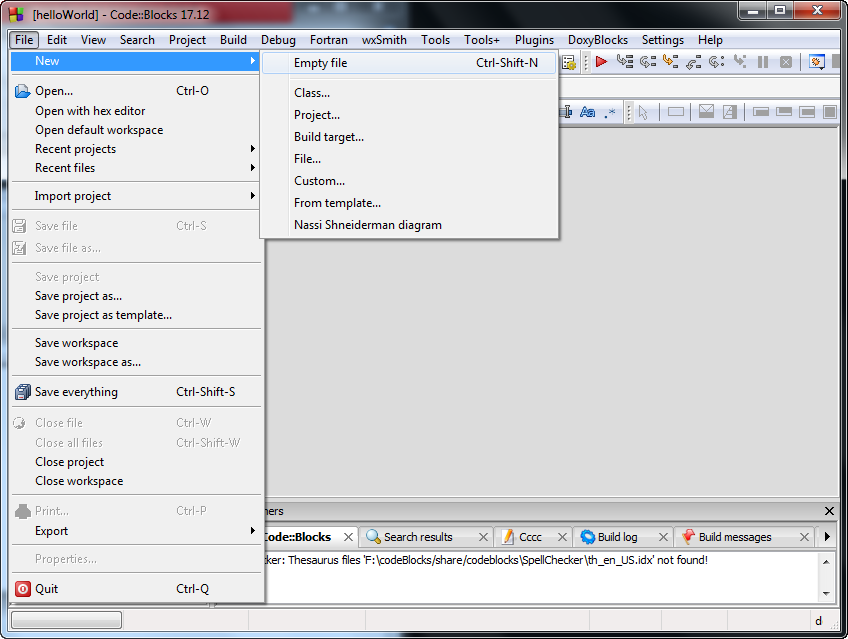 [helloWorld] - Code::Blocks 17.12
File Edit View Search Project Build Debug Fortran wxSmith Tools Tools+ Plugins DoxyBlocks Settings Help
New
Empty file Ctrl-Shift-N
Class...
Project...
Build target...
File...
Custom...
From template...
Nassi Shneiderman diagram
Open... Ctrl-O
Open with hex editor
Open default workspace
Recent projects
Recent files
Import project
Save file Ctrl-S
Save file as...
Save project
Save project as...
Save project as template...
Save workspace
Save workspace as...
Save everything Ctrl-Shift-S
Close file Ctrl-W
Close all files Ctrl-Shift-W
Close project
Close workspace
Print... Ctrl-P
Export
Properties...
Quit Ctrl-Q
Aa .*
hers
Code::Blocks Search results Cccc Build log Build messages
cker: Thesaurus files 'F:\codeBlocks/share/codeblocks\SpellChecker\th_en_US.idx' not found!
d